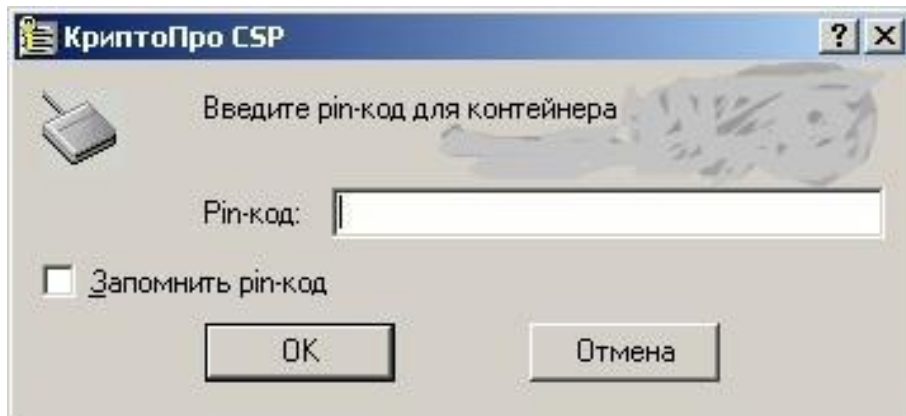 КриптоПро CSP
Введите pin-код для контейнера
Pin-код:
Запомнить pin-код
OK Отмена